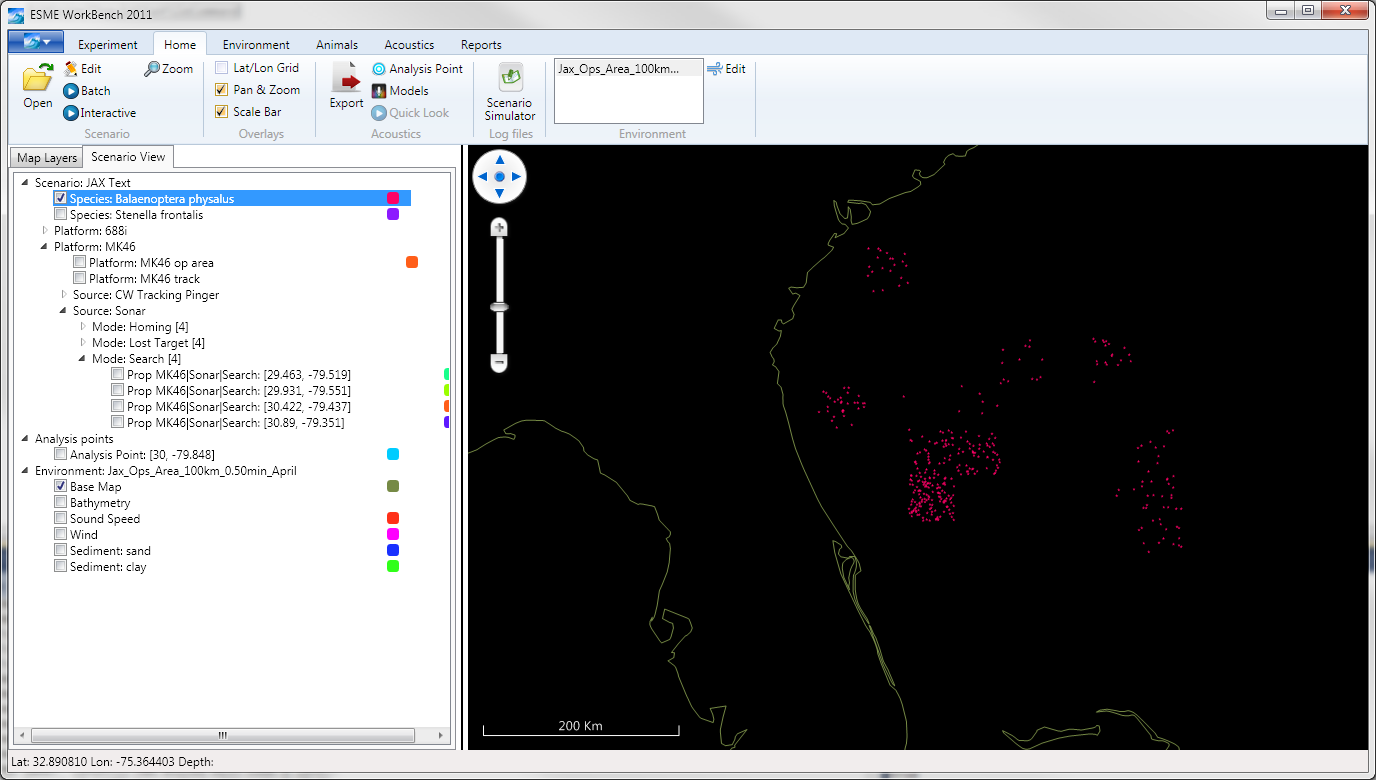 ESME WorkBench 2011
Experiment Home Environment Animals Acoustics Reports
Open
Edit
Batch
Interactive
Zoom
Scenario
Lat/Lon Grid
Pan & Zoom
Scale Bar
Overlays
Export
Analysis Point
Models
Quick Look
Acoustics
Scenario
Simulator
Log files
Jax_Ops_Area_100km...
Edit
Environment
Map Layers Scenario View
Scenario: JAX Text
Species: Balaenoptera physalus
Species: Stenella frontalis
Platform: 688i
Platform: MK46
Platform: MK46 op area
Platform: MK46 track
Source: CW Tracking Pinger
Source: Sonar
Mode: Homing [4]
Mode: Lost Target [4]
Mode: Search [4]
Prop MK46|Sonar|Search: [29.463, -79.519]
Prop MK46|Sonar|Search: [29.931, -79.551]
Prop MK46|Sonar|Search: [30.422, -79.437]
Prop MK46|Sonar|Search: [30.89, -79.351]
Analysis points
Analysis Point: [30, -79.848]
Environment: Jax_Ops_Area_100km_0.50min_April
Base Map
Bathymetry
Sound Speed
Wind
Sediment: sand
Sediment: clay
200 Km
Lat: 32.890810 Lon: -75.364403 Depth: